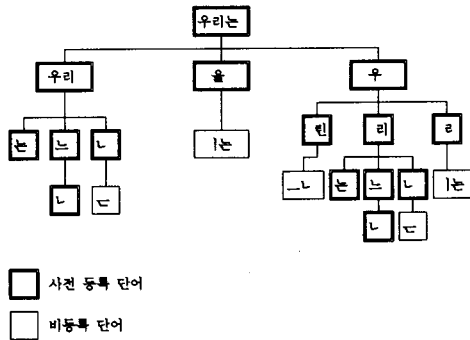 우리는
우리 울 우
린 리 ㄹ
는 느 ㄴ ㅣ는
ㅡㄴ 는 느 ㄴ ㅣ는
ㄴ ㄷ
ㄴ ㄷ
사전 등록 단어
비등록 단어